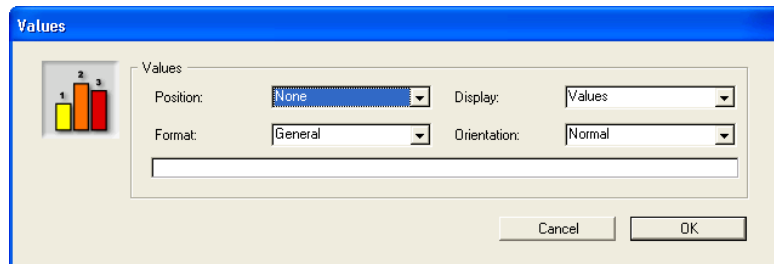 Values
1 2 3
Values
Position: None Display: Values
Format: General Orientation: Normal
Cancel OK